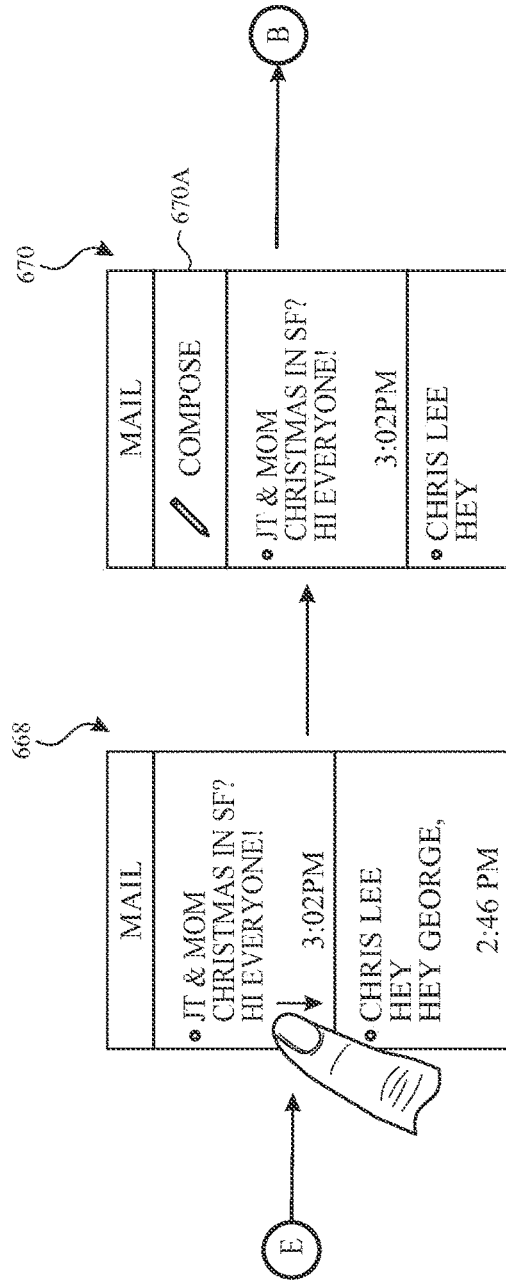 E
668
MAIL
JT & MOM
CHRISTMAS IN SF?
HI EVERYONE!
3:02PM
CHRIS LEE
HEY
HEY GEORGE,
2:46 PM
670
MAIL
COMPOSE
670A
JT & MOM
CHRISTMAS IN SF?
HI EVERYONE!
3:02PM
CHRIS LEE
HEY
B